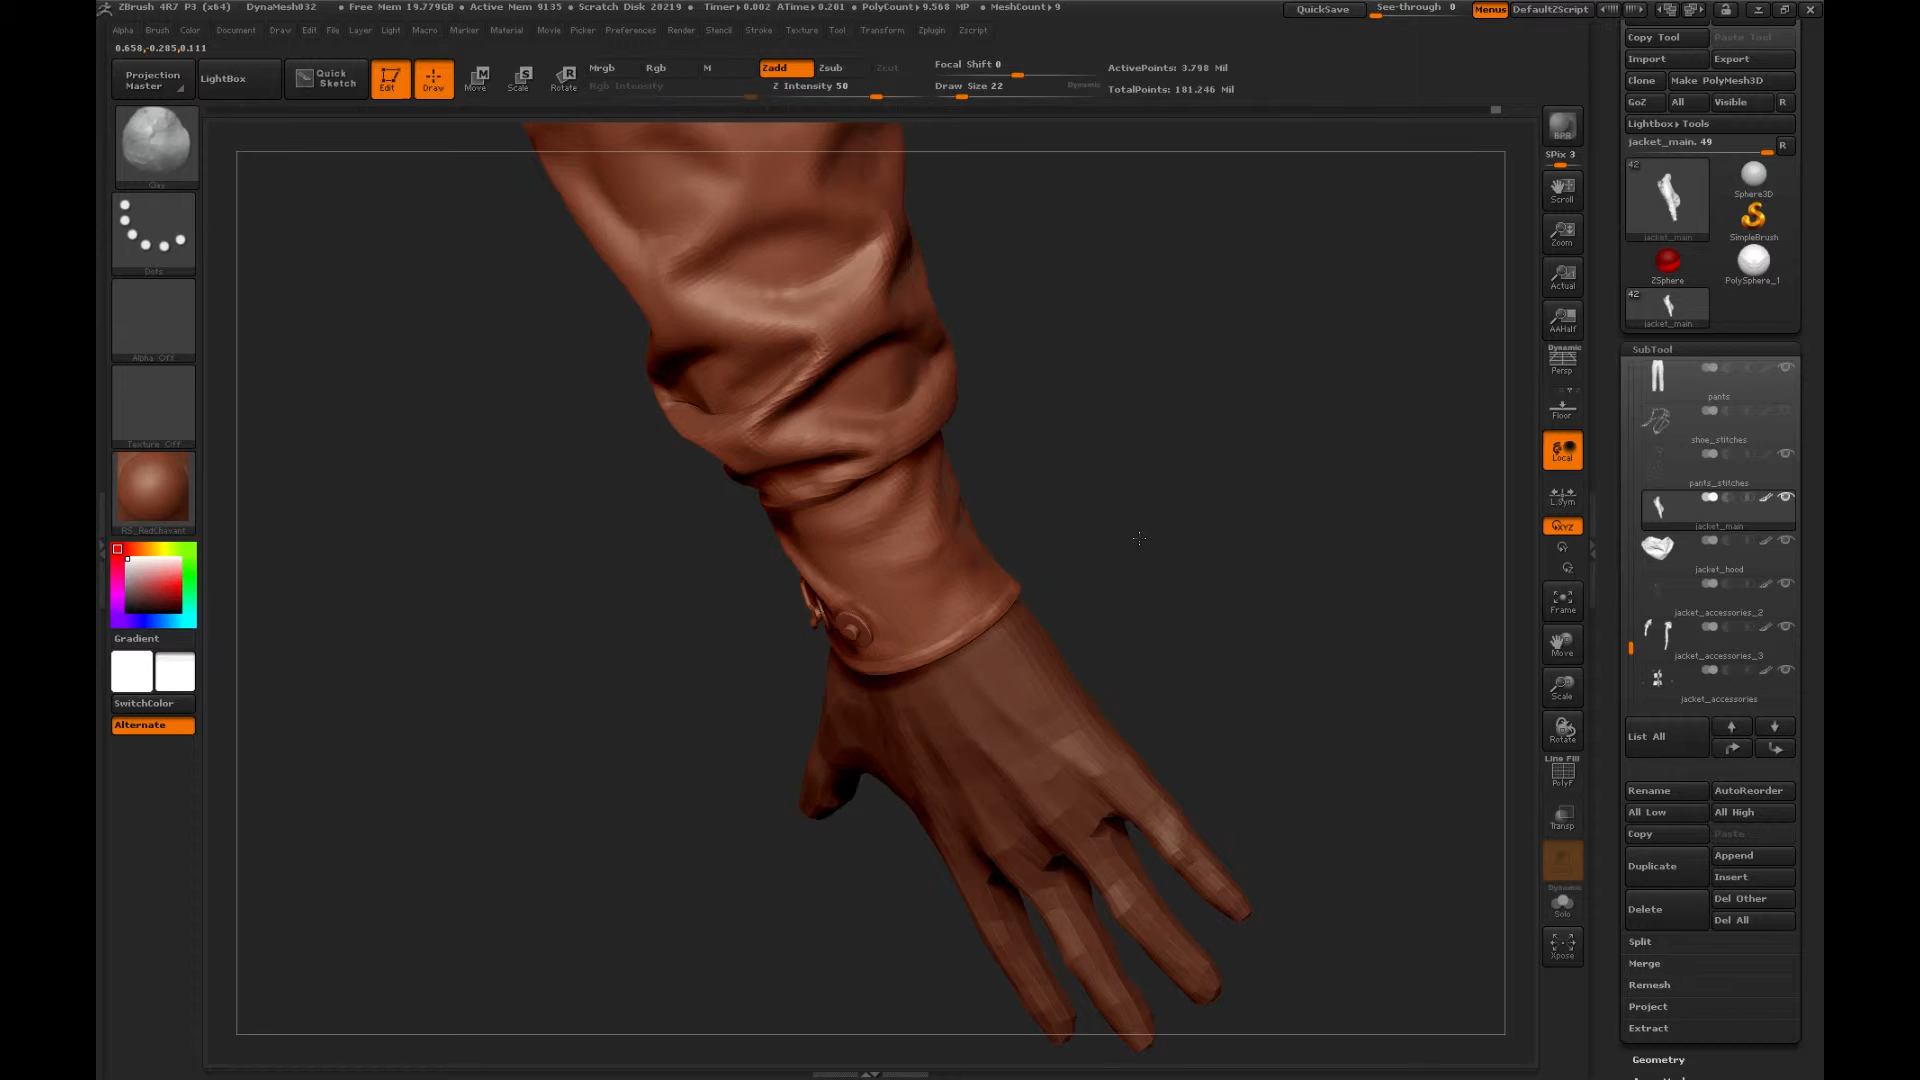 ZBrush 4R7 P3 (x64) DynaMesh032 • Free Mem 19.779GB • Active Mem 9135 • Scratch Disk 20219 • Timer▸0.002 ATime▸0.201 • PolyCount▸9.568 MP • MeshCount▸9 QuickSave See-through 0 Menus DefaultZScript
Alpha Brush Color Document Draw Edit File Layer Light Macro Marker Material Movie Picker Preferences Render Stencil Stroke Texture Tool Transform Zplugin Zscript
0.658,-0.285,0.111
Projection Master
LightBox
Quick Sketch
Edit
Draw
Move
Scale
Rotate
Mrgb Rgb M
Rgb Intensity
Zadd Zsub Zcut
Z Intensity 50
Focal Shift 0
Draw Size 22
Dynamic
ActivePoints: 3.798 Mil
TotalPoints: 181.246 Mil
Clay
Dots
Alpha Off
Texture Off
RS_RedChavant
Gradient
SwitchColor
Alternate
BPR
SPix 3
Scroll
Zoom
Actual
AAHalf
Dynamic
Persp
Floor
Local
L.Sym
XYZ
Frame
Move
Scale
Rotate
Line Fill
PolyF
Transp
Dynamic
Solo
Xpose
Copy Tool Paste Tool
Import Export
Clone Make PolyMesh3D
GoZ All Visible R
Lightbox▸Tools
jacket_main. 49 R
42
jacket_main
Sphere3D
SimpleBrush
ZSphere
PolySphere_1
42
jacket_main
SubTool
pants
shoe_stitches
pants_stitches
jacket_main
jacket_hood
jacket_accessories_2
jacket_accessories_3
jacket_accessories
List All
Rename AutoReorder
All Low All High
Copy Paste
Duplicate Append
Insert
Delete Del Other
Del All
Split
Merge
Remesh
Project
Extract
Geometry